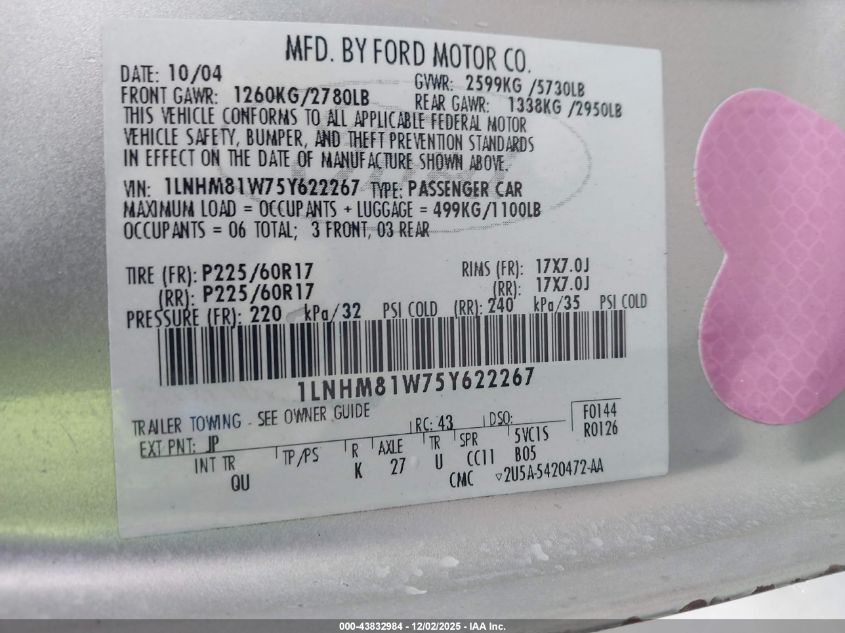 MFD. BY FORD MOTOR CO.
DATE: 10/04 GVWR: 2599KG /5730LB
FRONT GAWR: 1260KG/2780LB REAR GAWR: 1338KG /2950LB
THIS VEHICLE CONFORMS TO ALL APPLICABLE FEDERAL MOTOR
VEHICLE SAFETY, BUMPER, AND THEFT PREVENTION STANDARDS
IN EFFECT ON THE DATE OF MANUFACTURE SHOWN ABOVE.
VIN: 1LNHM81W75Y622267 TYPE: PASSENGER CAR
MAXIMUM LOAD = OCCUPANTS + LUGGAGE = 499KG/1100LB
OCCUPANTS = 06 TOTAL; 3 FRONT, 03 REAR
TIRE (FR): P225/60R17 RIMS (FR): 17X7.0J
(RR): P225/60R17 (RR): 17X7.0J
PRESSURE (FR): 220 kPa/32 PSI COLD (RR): 240 kPa/35 PSI COLD
1LNHM81W75Y622267
TRAILER TOWING - SEE OWNER GUIDE
EXT PNT: JP RC: 43 DSO: F0144
R0126
INT TR TP/PS R AXLE TR SPR 5VC1S
OU K 27 U CC11 B05
CMC ▽2U5A-5420472-AA
000-43832984 - 12/02/2025 - IAA Inc.